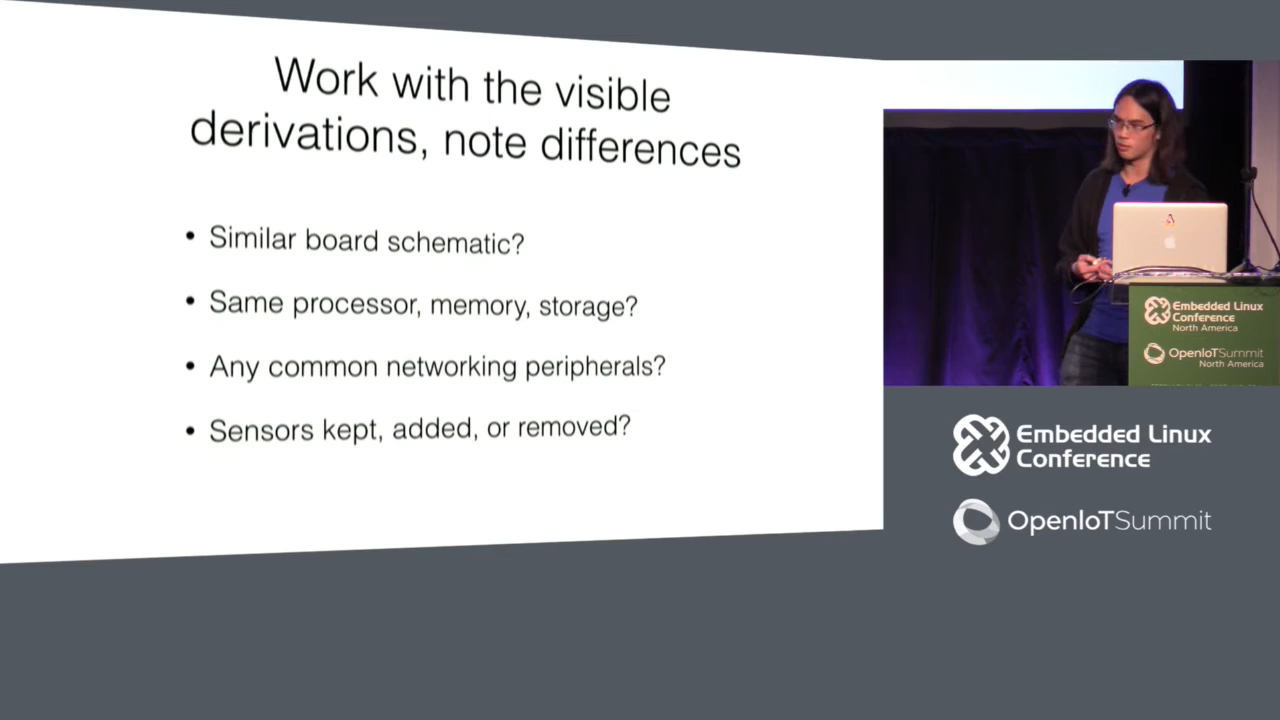 Work with the visible
derivations, note differences
• Similar board schematic?
• Same processor, memory, storage?
• Any common networking peripherals?
• Sensors kept, added, or removed?
Embedded Linux
Conference
North America
OpenIoTSummit
North America
Embedded Linux
Conference
OpenIoTSummit